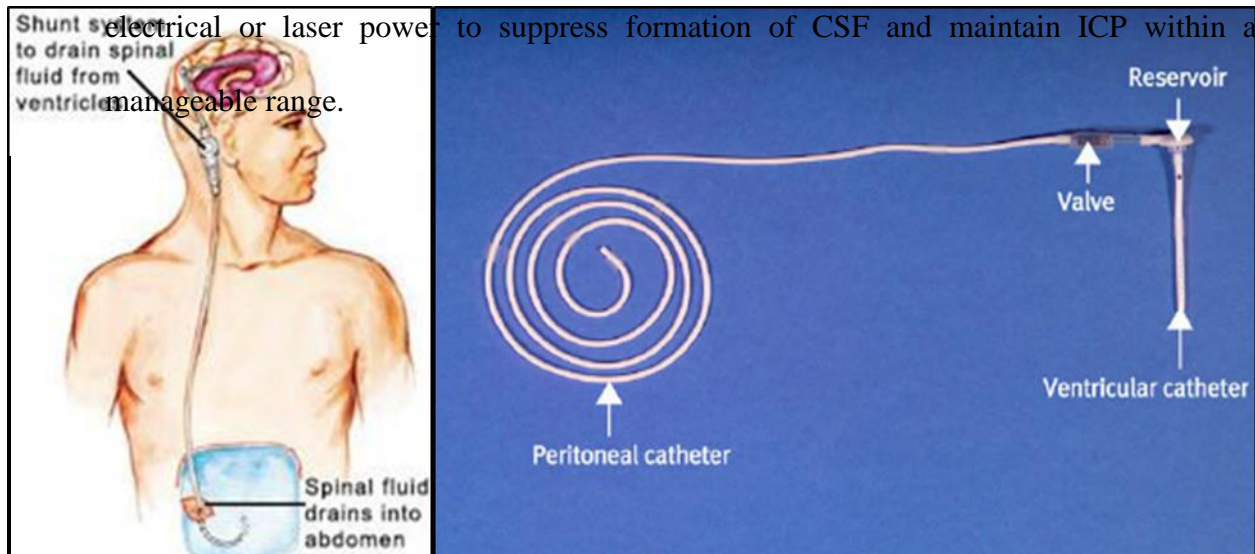 electrical or laser power to suppress formation of CSF and maintain ICP within a
manageable range.
Shunt system
to drain spinal
fluid from
ventricles
Spinal fluid
drains into
abdomen
Reservoir
Valve
Ventricular catheter
Peritoneal catheter